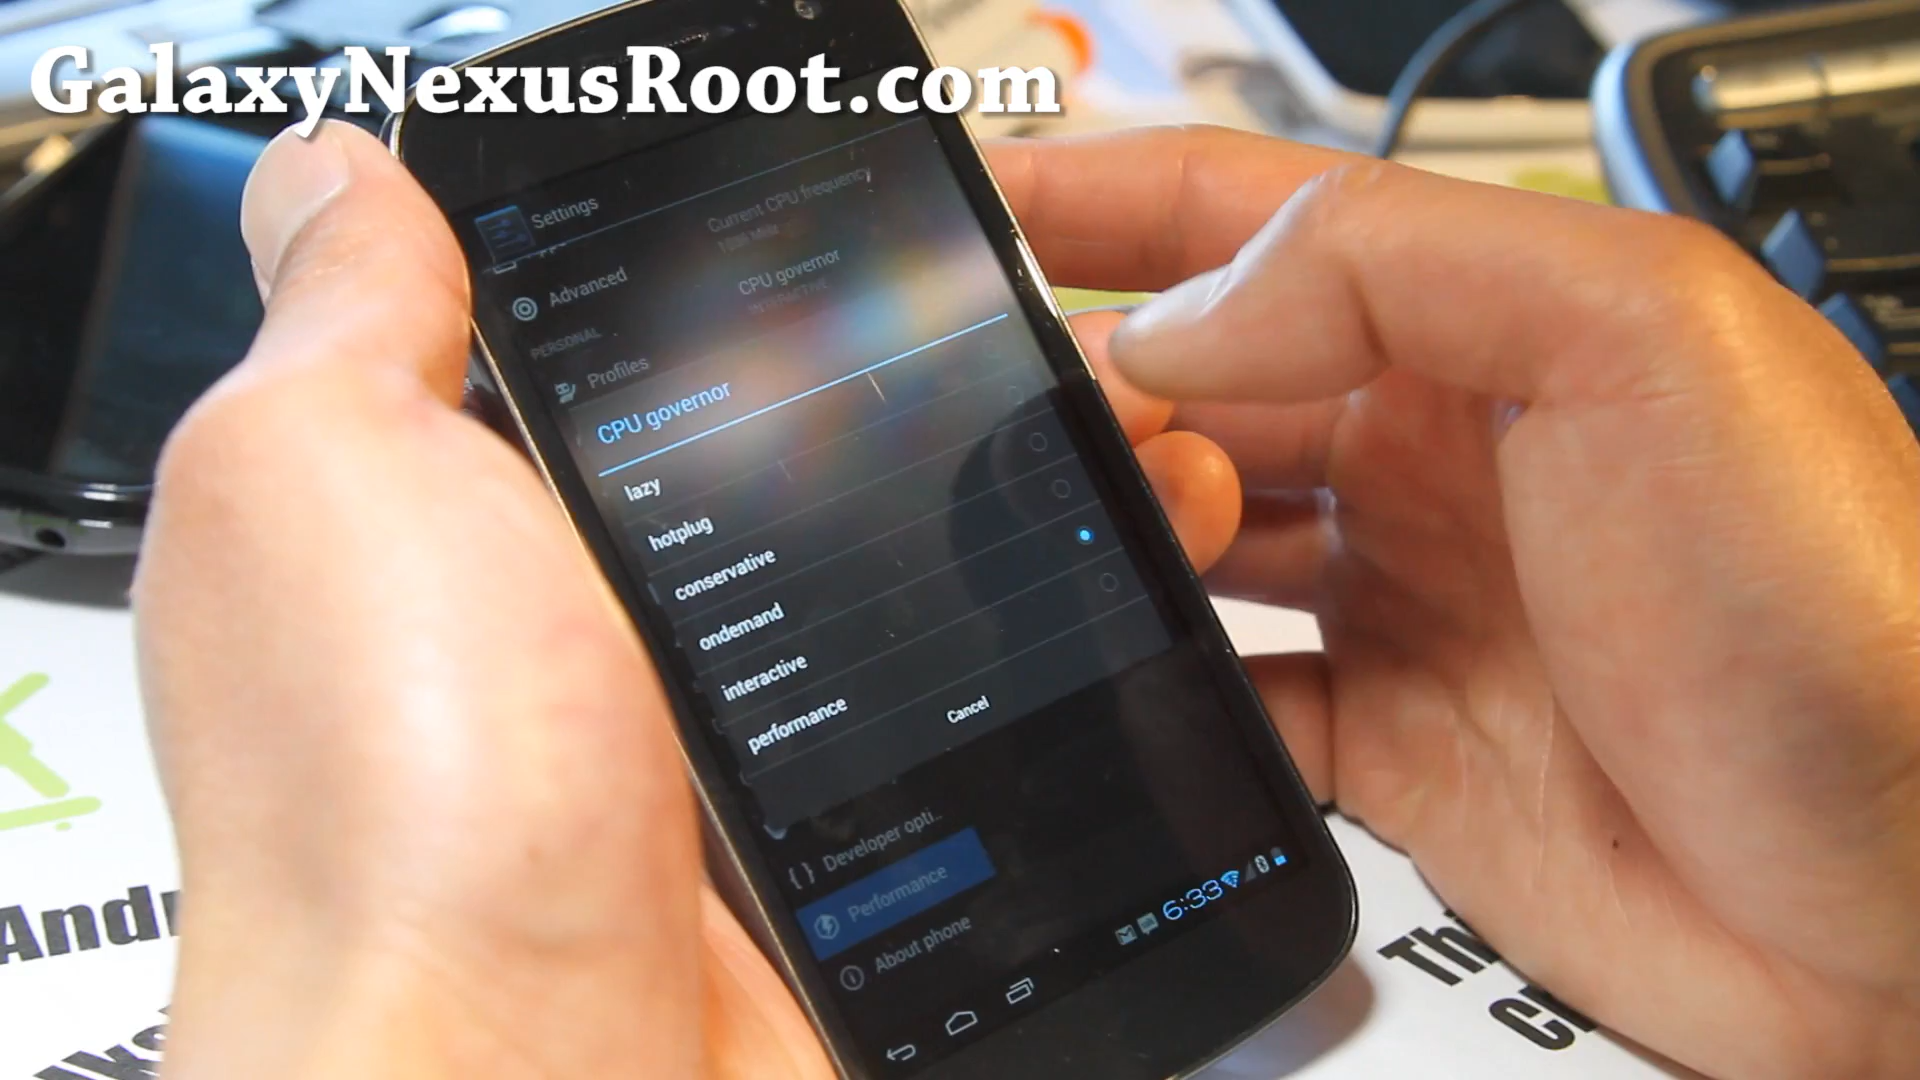 GalaxyNexusRoot.com
Settings
Current CPU frequency
Advanced
CPU governor
INTERACTIVE
PERSONAL
Profiles
CPU governor
lazy
hotplug
conservative
ondemand
interactive
performance
Cancel
Developer opti..
Performance
About phone
6:33